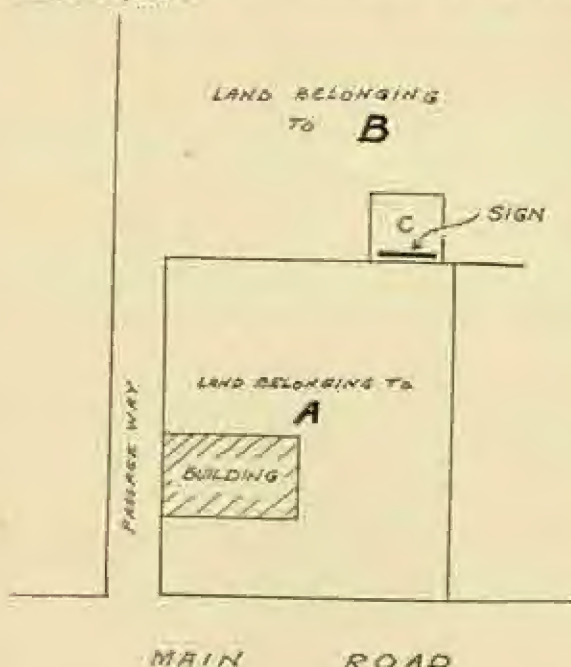 LAND BELONGING
TO B
C
SIGN
LAND BELONGING TO
A
BUILDING
PASSAGE WAY
MAIN ROAD